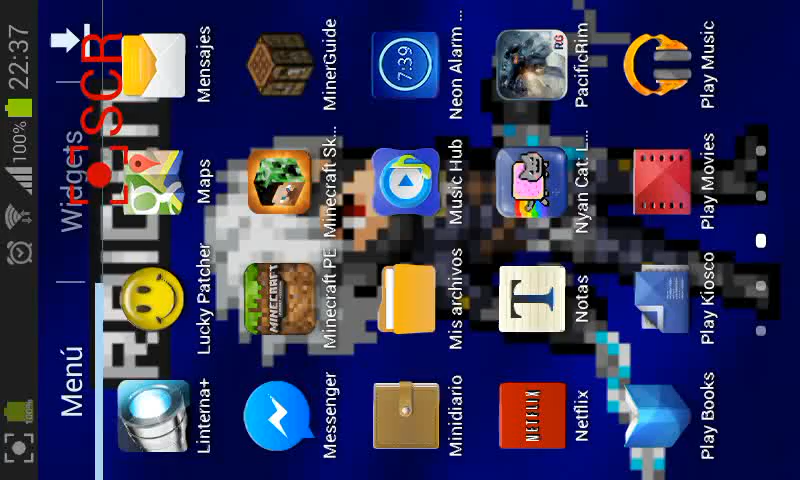 100% 100% 22:37
Menú Widgets
SCR
Linterna+ Lucky Patcher Maps Mensajes
MINECRAFT
Messenger Minecraft PE Minecraft Sk... MinerGuide
7:39
Minidiario Mis archivos Music Hub Neon Alarm ...
NETFLIX T RG
Netflix Notas Nyan Cat: L... PacificRim
Play Books Play Kiosco Play Movies Play Music